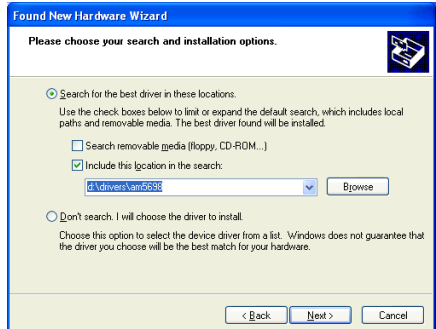 Found New Hardware Wizard
Please choose your search and installation options.
Search for the best driver in these locations.
Use the check boxes below to limit or expand the default search, which includes local
paths and removable media. The best driver found will be installed.
Search removable media (floppy, CD-ROM...)
Include this location in the search:
d:\drivers\am5698
Browse
Don't search. I will choose the driver to install.
Choose this option to select the device driver from a list. Windows does not guarantee that
the driver you choose will be the best match for your hardware.
< Back
Next >
Cancel